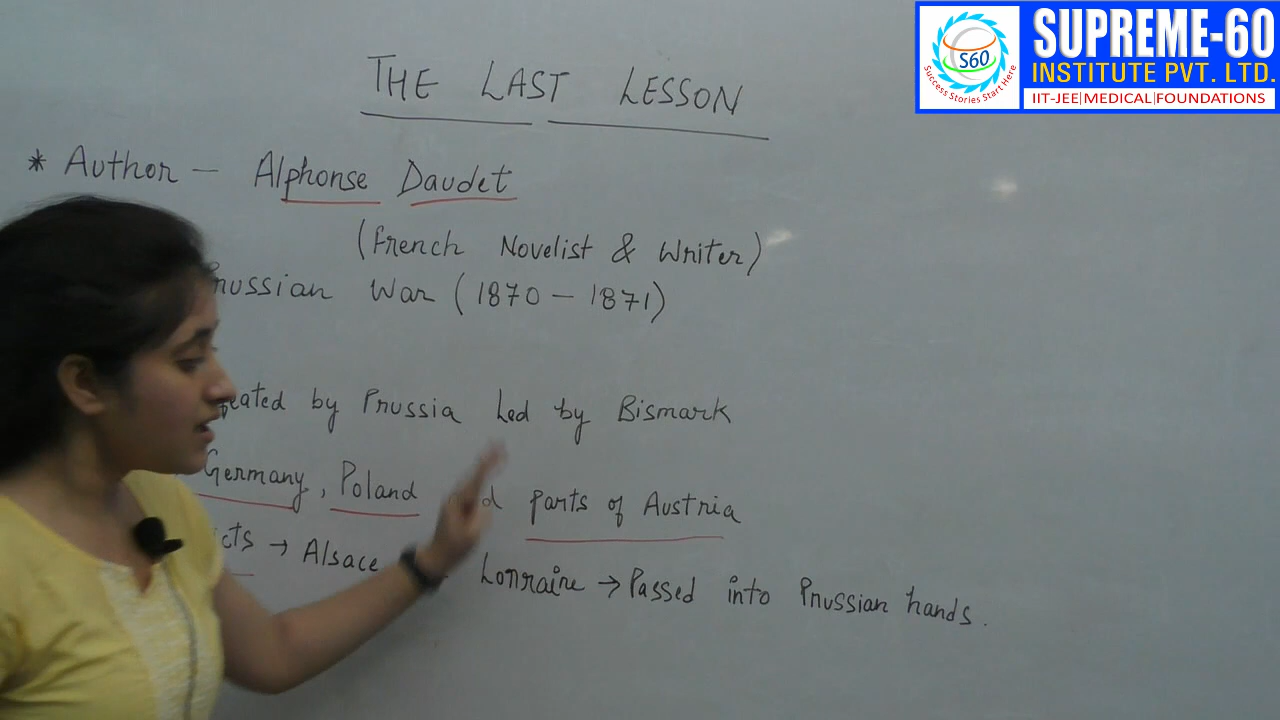 SUPREME-60
INSTITUTE PVT. LTD.
IIT-JEE|MEDICAL|FOUNDATIONS
S60
Success Stories Start Here
THE LAST LESSON
* Author - Alphonse Daudet
(French Novelist & Writer)
russian War (1870 - 1871)
eated by Prussia Led by Bismark
Germany, Poland parts of Austria
cts → Alsace Lorraine → Passed into Prussian hands.